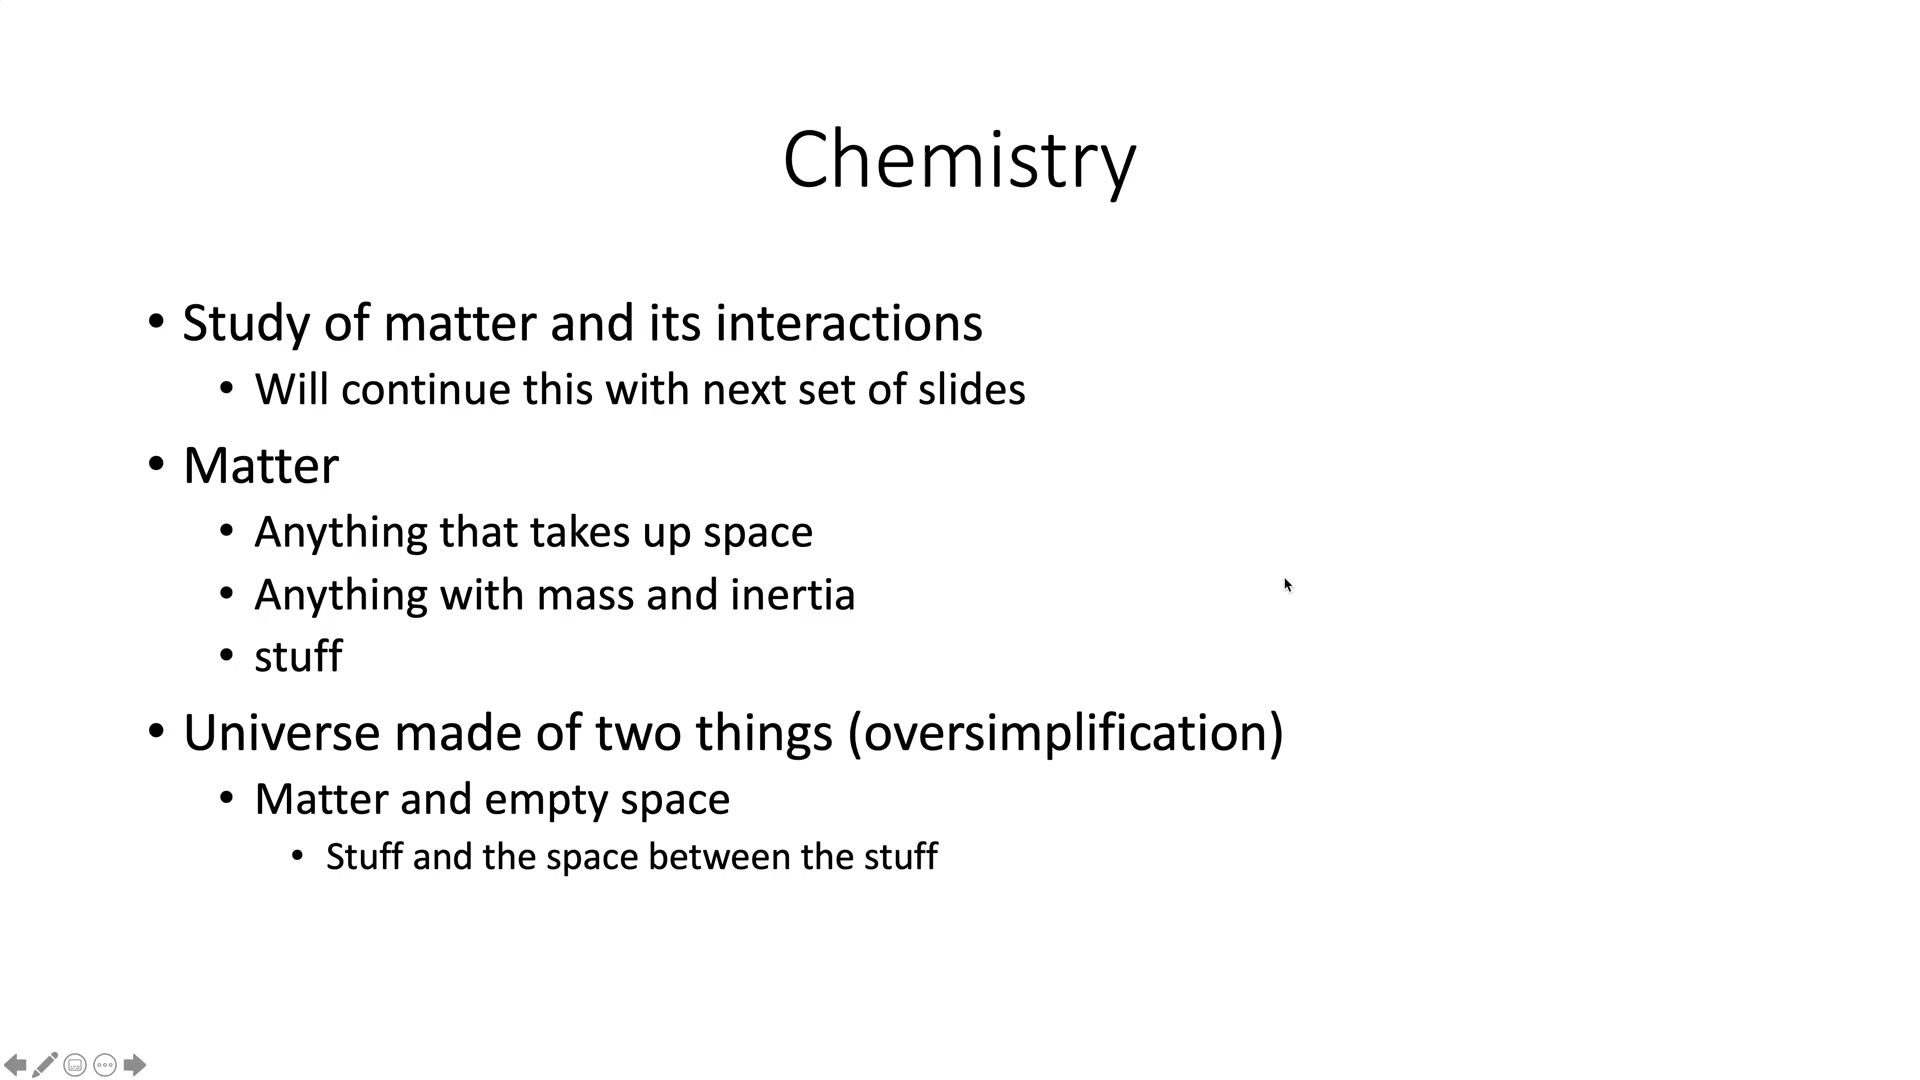 Chemistry
• Study of matter and its interactions
• Will continue this with next set of slides
• Matter
• Anything that takes up space
• Anything with mass and inertia
• stuff
• Universe made of two things (oversimplification)
• Matter and empty space
• Stuff and the space between the stuff